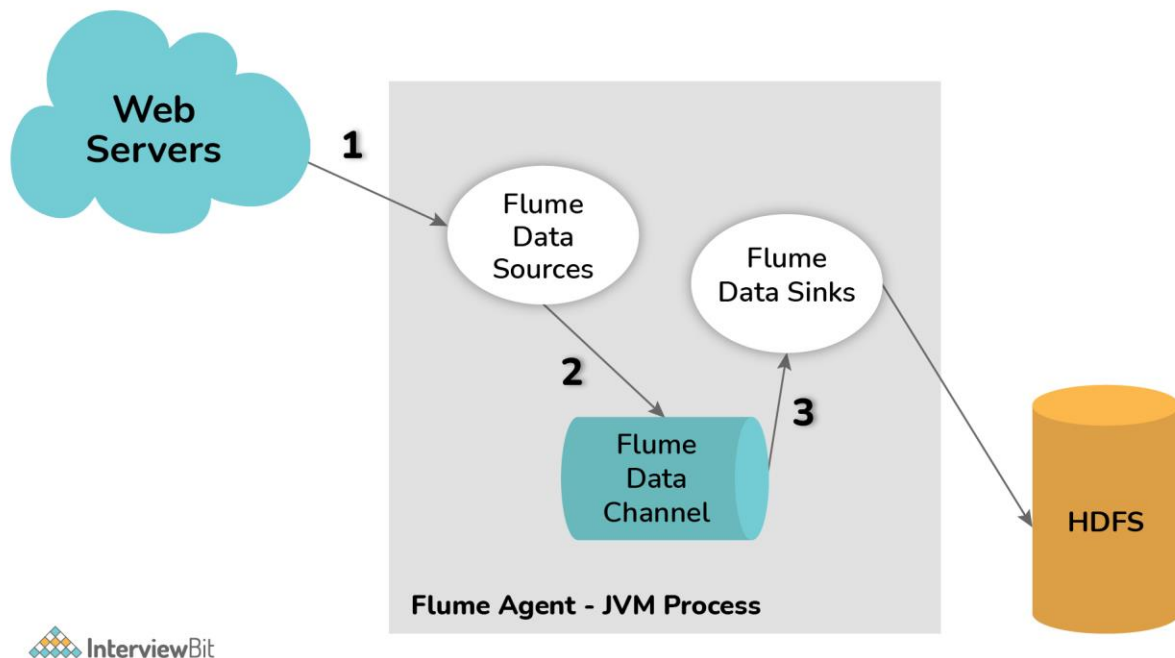 Web
Servers
1
Flume
Data
Sources
2
Flume
Data
Channel
3
Flume
Data Sinks
HDFS
Flume Agent - JVM Process
InterviewBit